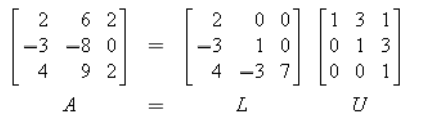 [ 2 6 2 ] [ 2 0 0 ] [ 1 3 1 ]
[ −3 −8 0 ] = [ −3 1 0 ] [ 0 1 3 ]
[ 4 9 2 ] [ 4 −3 7 ] [ 0 0 1 ]
A = L U